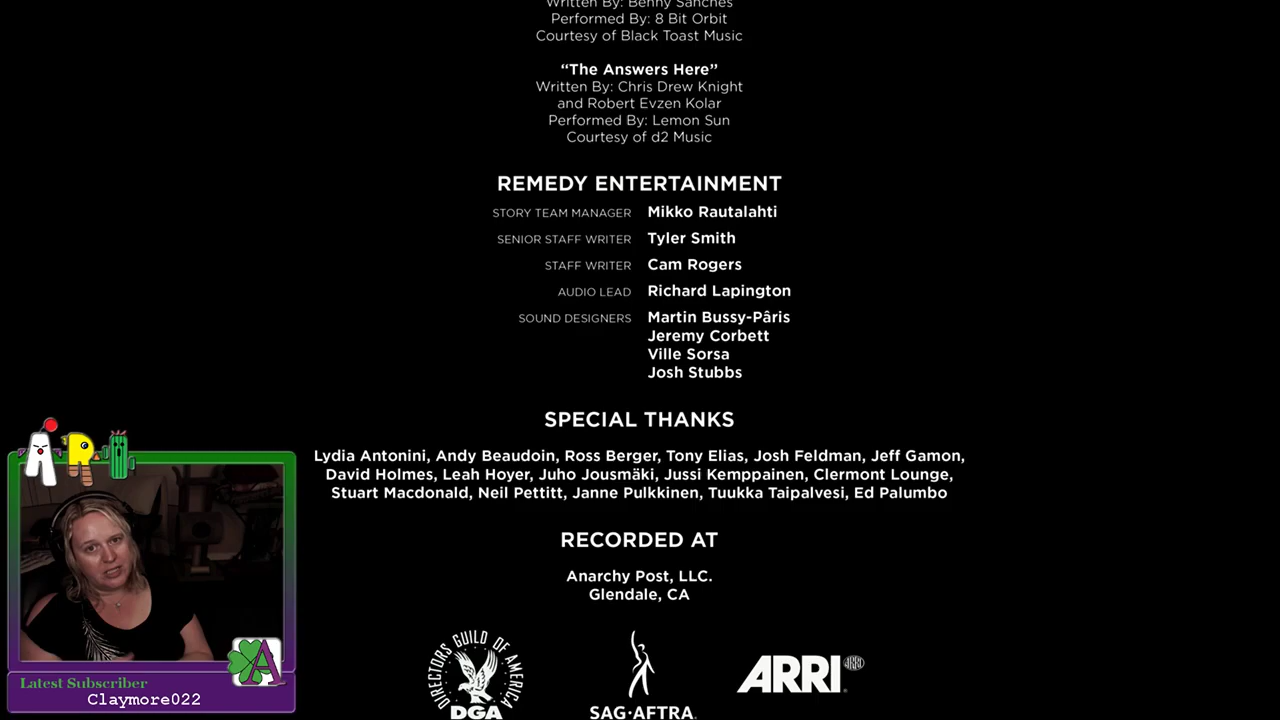 Written By: Benny Sanches
Performed By: 8 Bit Orbit
Courtesy of Black Toast Music
“The Answers Here”
Written By: Chris Drew Knight
and Robert Evzen Kolar
Performed By: Lemon Sun
Courtesy of d2 Music
REMEDY ENTERTAINMENT
STORY TEAM MANAGER Mikko Rautalahti
SENIOR STAFF WRITER Tyler Smith
STAFF WRITER Cam Rogers
AUDIO LEAD Richard Lapington
SOUND DESIGNERS Martin Bussy-Pâris
Jeremy Corbett
Ville Sorsa
Josh Stubbs
SPECIAL THANKS
Lydia Antonini, Andy Beaudoin, Ross Berger, Tony Elias, Josh Feldman, Jeff Gamon,
David Holmes, Leah Hoyer, Juho Jousmäki, Jussi Kemppainen, Clermont Lounge,
Stuart Macdonald, Neil Pettitt, Janne Pulkkinen, Tuukka Taipalvesi, Ed Palumbo
RECORDED AT
Anarchy Post, LLC.
Glendale, CA
DIRECTORS GUILD OF AMERICA
DGA
SAG·AFTRA.
ARRI ARRI
A
Latest Subscriber
Claymore022